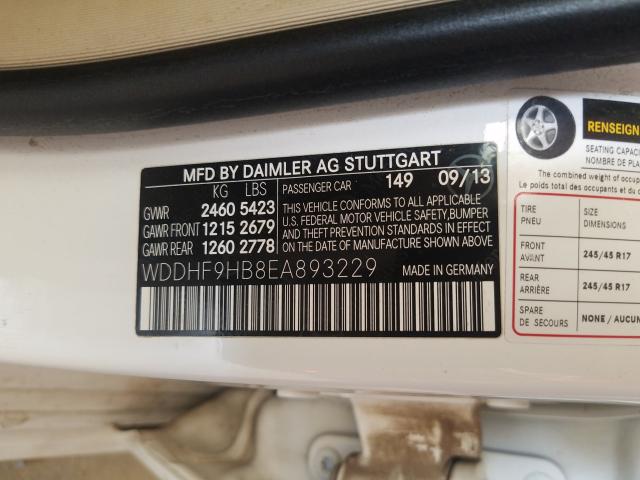 MFD BY DAIMLER AG STUTTGART
KG LBS
GVWR 2460 5423
GAWR FRONT 1215 2679
GAWR REAR 1260 2778
PASSENGER CAR 149 09/13
THIS VEHICLE CONFORMS TO ALL APPLICABLE
U.S. FEDERAL MOTOR VEHICLE SAFETY, BUMPER
AND THEFT PREVENTION STANDARDS IN EFFECT
ON THE DATE OF MANUFACTURE
MADE IN GERMANY
WDDHF9HB8EA893229
RENSEIGN
SEATING CAPACI
NOMBRE DE PLA
The combined weight of occup
Le poids total des occupants et du c
TIRE
PNEU
SIZE
DIMENSIONS
FRONT
AVANT
245/45 R17
REAR
ARRIÈRE
245/45 R17
SPARE
DE SECOURS
NONE / AUCUN